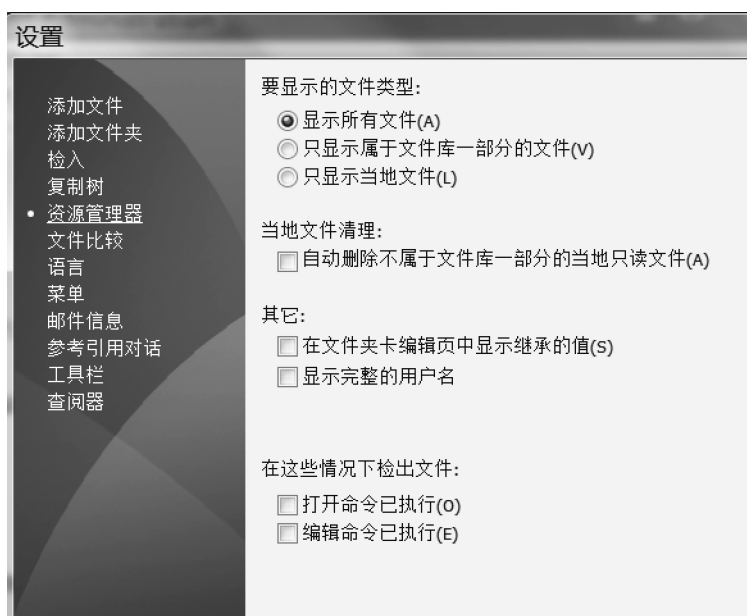 设置
添加文件
添加文件夹
检入
复制树
资源管理器
文件比较
语言
菜单
邮件信息
参考引用对话
工具栏
查阅器
要显示的文件类型:
显示所有文件(A)
只显示属于文件库一部分的文件(V)
只显示当地文件(L)
当地文件清理:
自动删除不属于文件库一部分的当地只读文件(A)
其它:
在文件夹卡编辑页中显示继承的值(S)
显示完整的用户名
在这些情况下检出文件:
打开命令已执行(O)
编辑命令已执行(E)